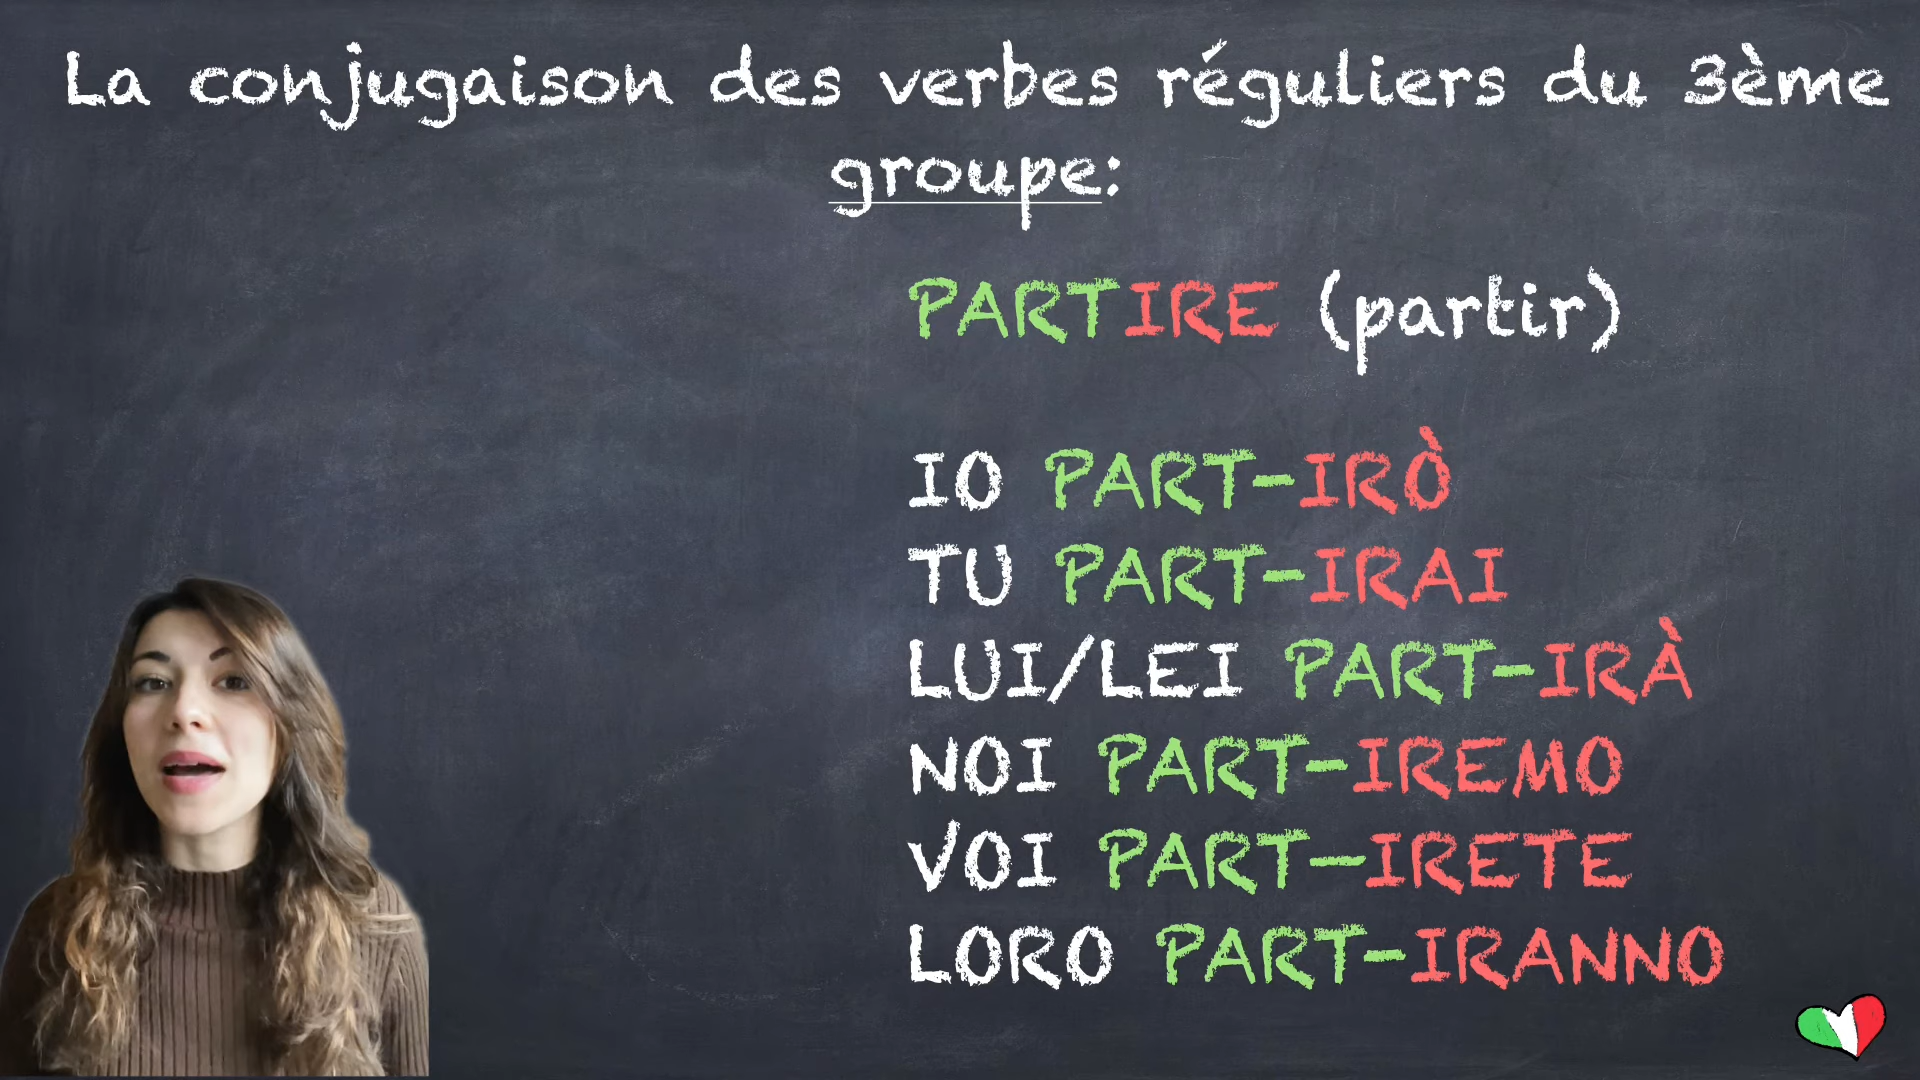 La conjugaison des verbes réguliers du 3ème
groupe:
PARTIRE (partir)
IO PART-IRÒ
TU PART-IRAI
LUI/LEI PART-IRÀ
NOI PART-IREMO
VOI PART-IRETE
LORO PART-IRANNO